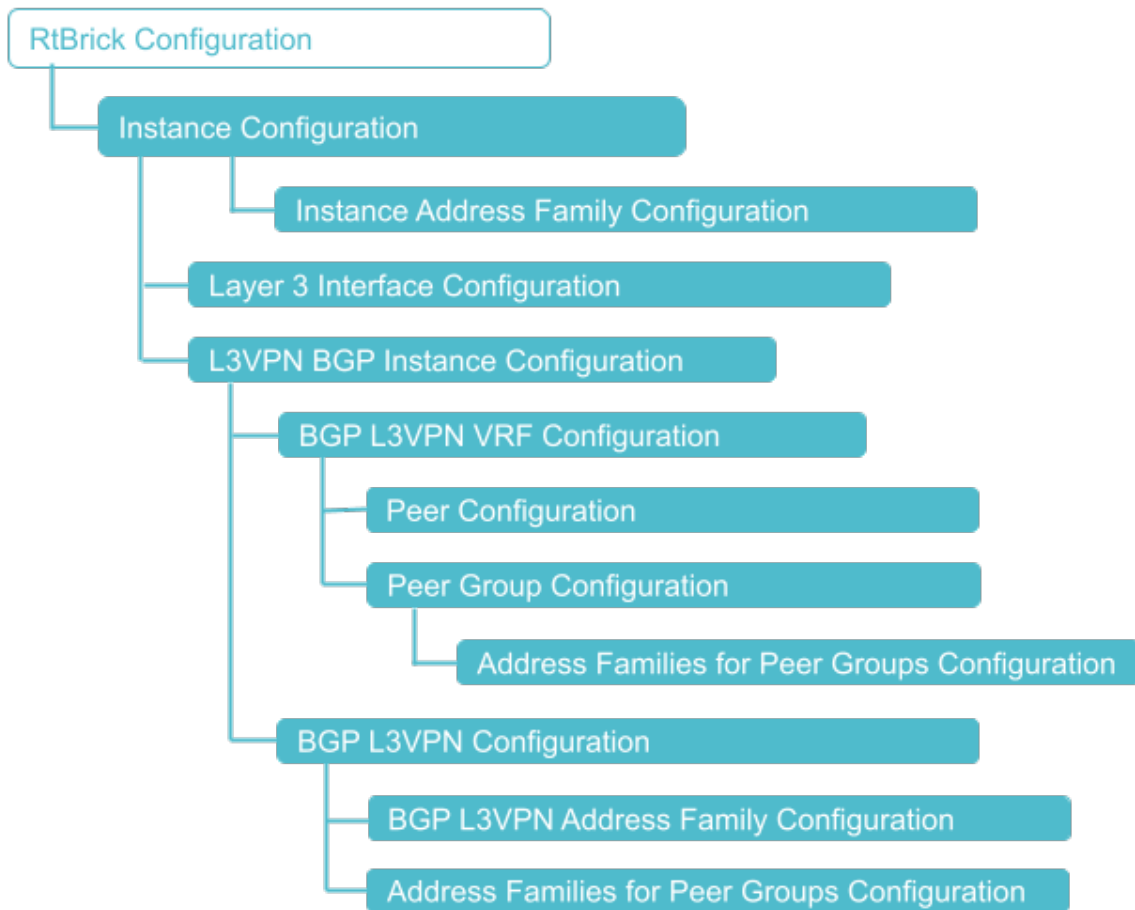 RtBrick Configuration
Instance Configuration
Instance Address Family Configuration
Layer 3 Interface Configuration
L3VPN BGP Instance Configuration
BGP L3VPN VRF Configuration
Peer Configuration
Peer Group Configuration
Address Families for Peer Groups Configuration
BGP L3VPN Configuration
BGP L3VPN Address Family Configuration
Address Families for Peer Groups Configuration